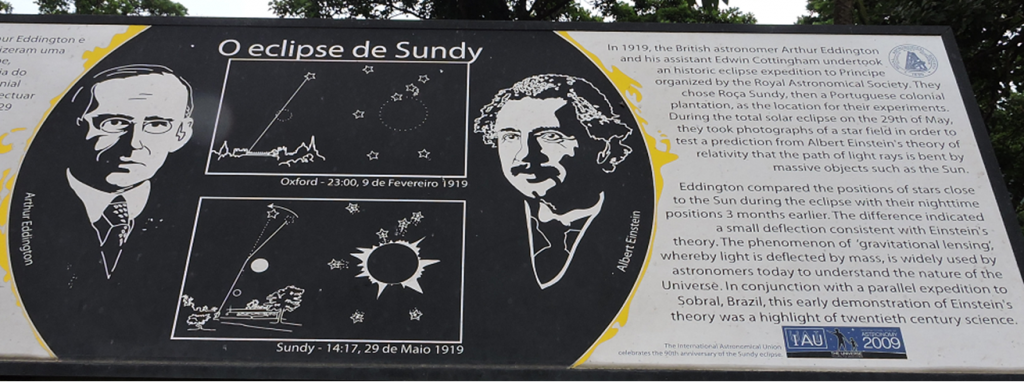 ur Eddington e
izeram uma
ia do
nial
ectuar
29
Arthur Eddington
O eclipse de Sundy
Oxford - 23:00, 9 de Fevereiro 1919
Sundy - 14:17, 29 de Maio 1919
Albert Einstein
In 1919, the British astronomer Arthur Eddington
and his assistant Edwin Cottingham undertook
an historic eclipse expedition to Principe
organized by the Royal Astronomical Society. They
chose Roça Sundy, then a Portuguese colonial
plantation, as the location for their experiments.
During the total solar eclipse on the 29th of May,
they took photographs of a star field in order to
test a prediction from Albert Einstein's theory of
relativity that the path of light rays is bent by
massive objects such as the Sun.
Eddington compared the positions of stars close
to the Sun during the eclipse with their nighttime
positions 3 months earlier. The difference indicated
a small deflection consistent with Einstein's
theory. The phenomenon of 'gravitational lensing',
whereby light is deflected by mass, is widely used by
astronomers today to understand the nature of the
Universe. In conjunction with a parallel expedition to
Sobral, Brazil, this early demonstration of Einstein's
theory was a highlight of twentieth century science.
The International Astronomical Union
celebrates the 90th anniversary of the Sundy eclipse.
IAU
ASTRONOMY
2009